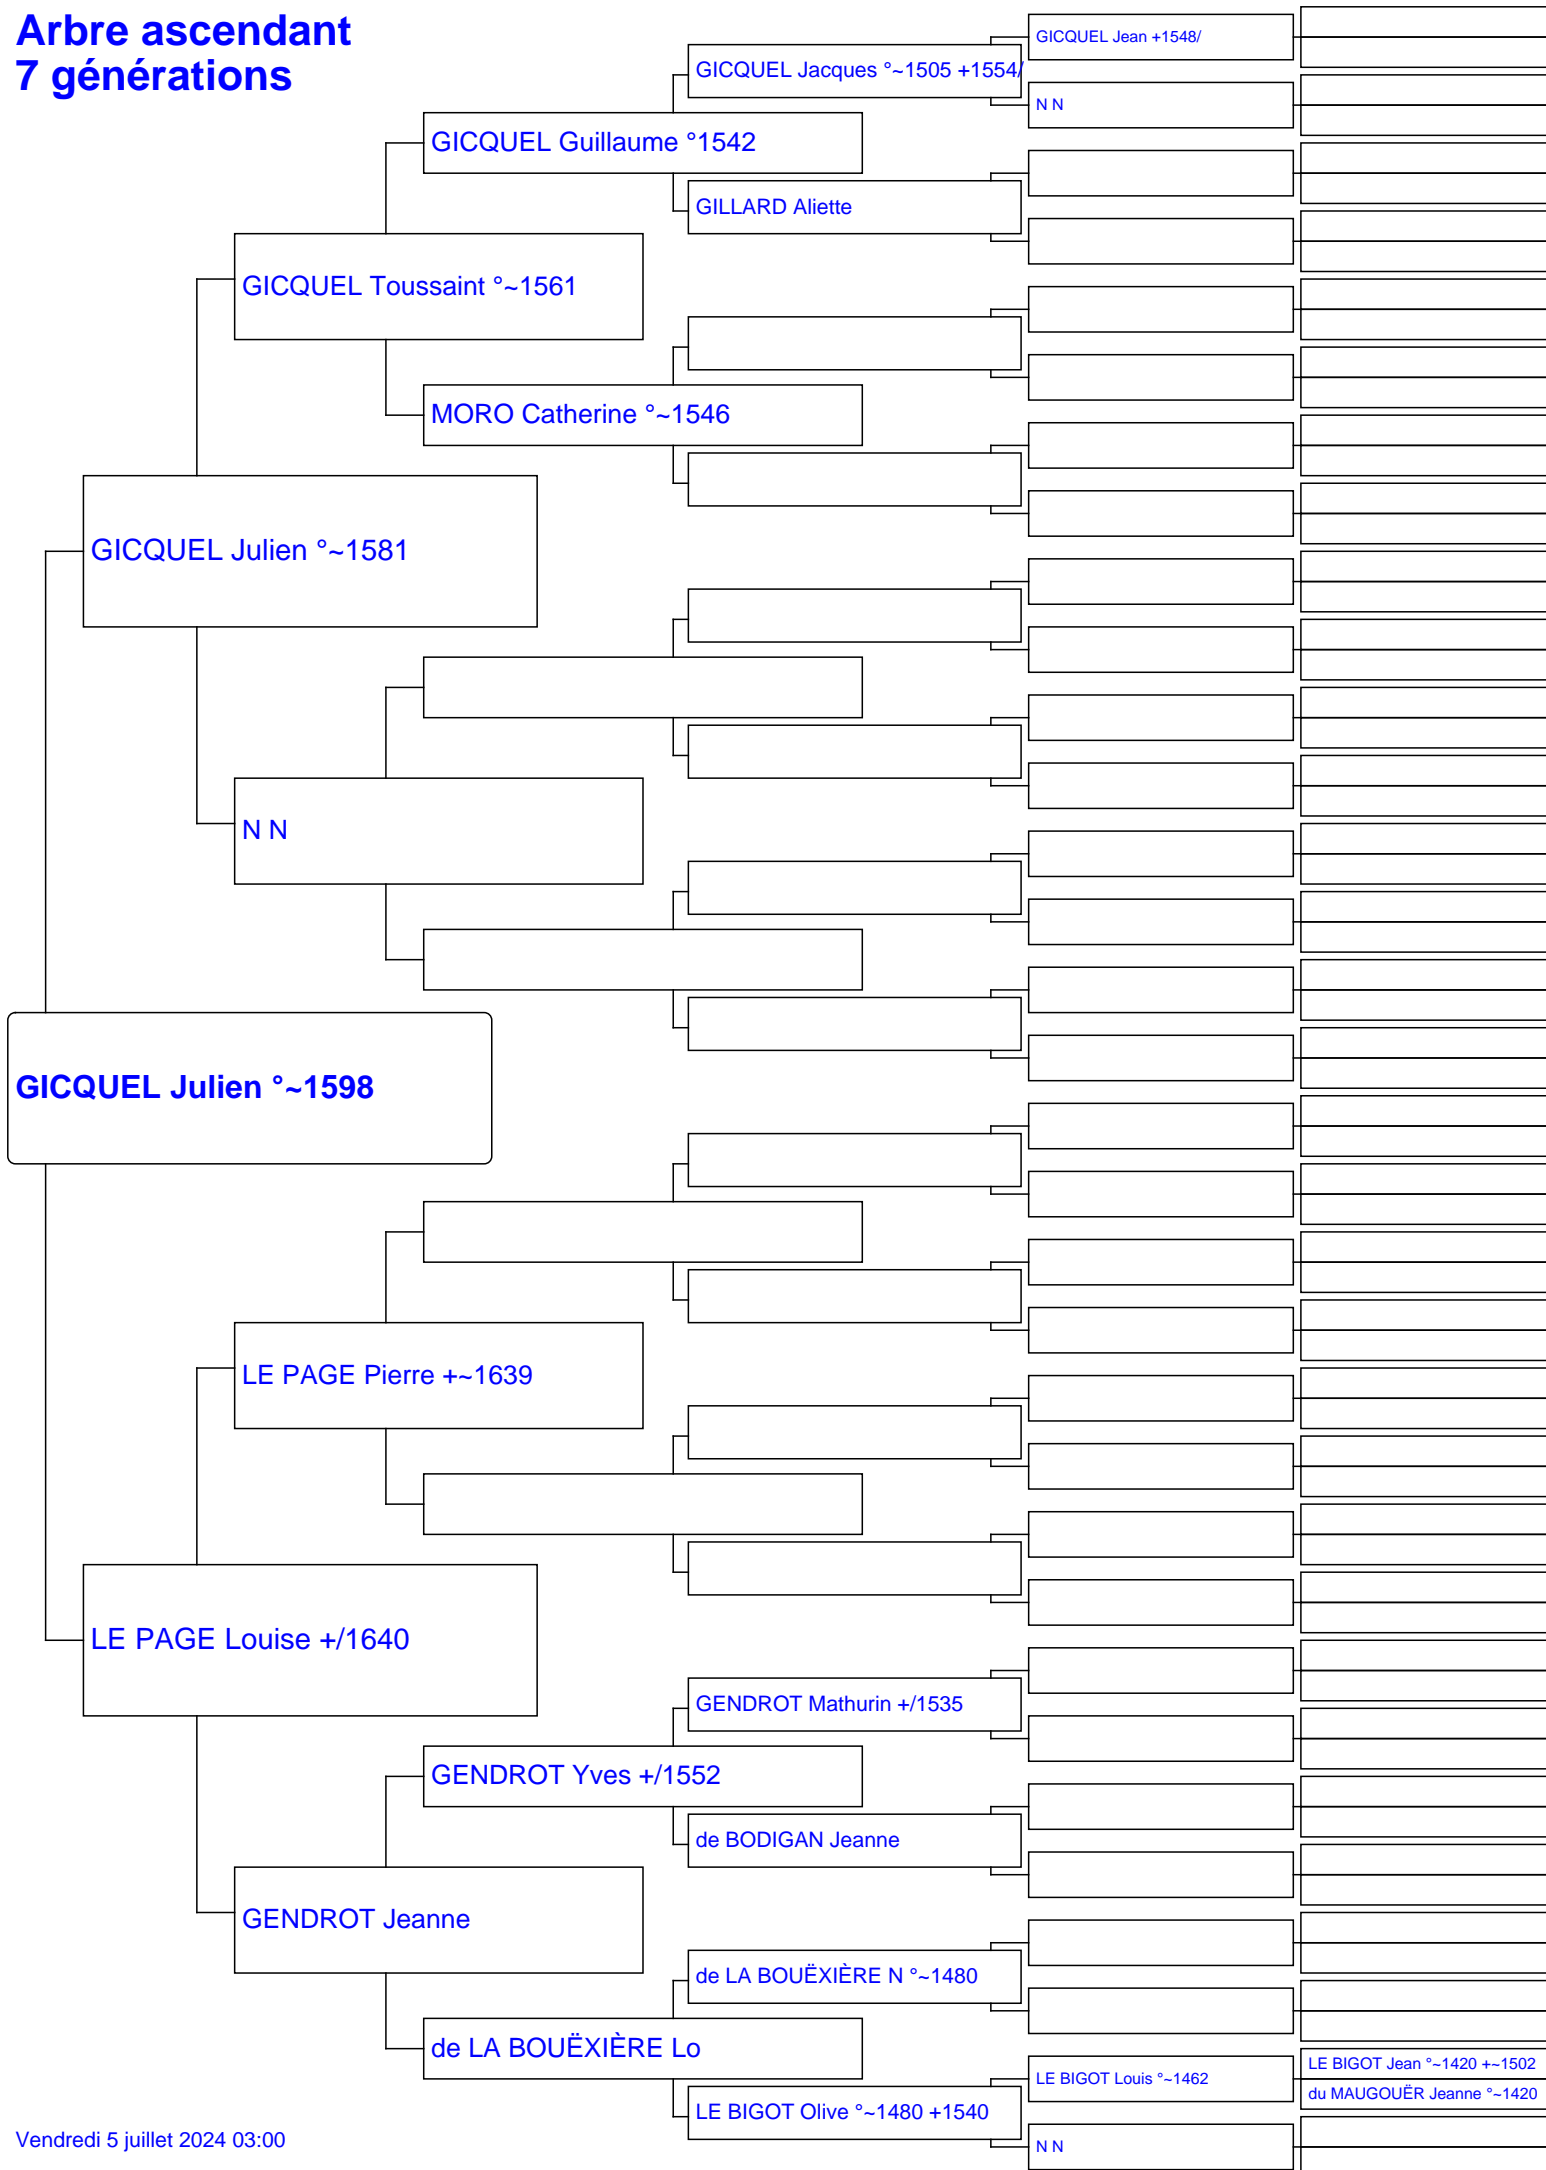 Arbre ascendant
7 générations
GICQUEL Jean +1548/
GICQUEL Jacques °~1505 +1554/
N N
GICQUEL Guillaume °1542
GILLARD Aliette
GICQUEL Toussaint °~1561
MORO Catherine °~1546
GICQUEL Julien °~1581
N N
GICQUEL Julien °~1598
LE PAGE Pierre +~1639
LE PAGE Louise +/1640
GENDROT Mathurin +/1535
GENDROT Yves +/1552
de BODIGAN Jeanne
GENDROT Jeanne
de LA BOUËXIÈRE N °~1480
de LA BOUËXIÈRE Lo
LE BIGOT Jean °~1420 +~1502
LE BIGOT Louis °~1462
du MAUGOUËR Jeanne °~1420
LE BIGOT Olive °~1480 +1540
N N
Vendredi 5 juillet 2024 03:00